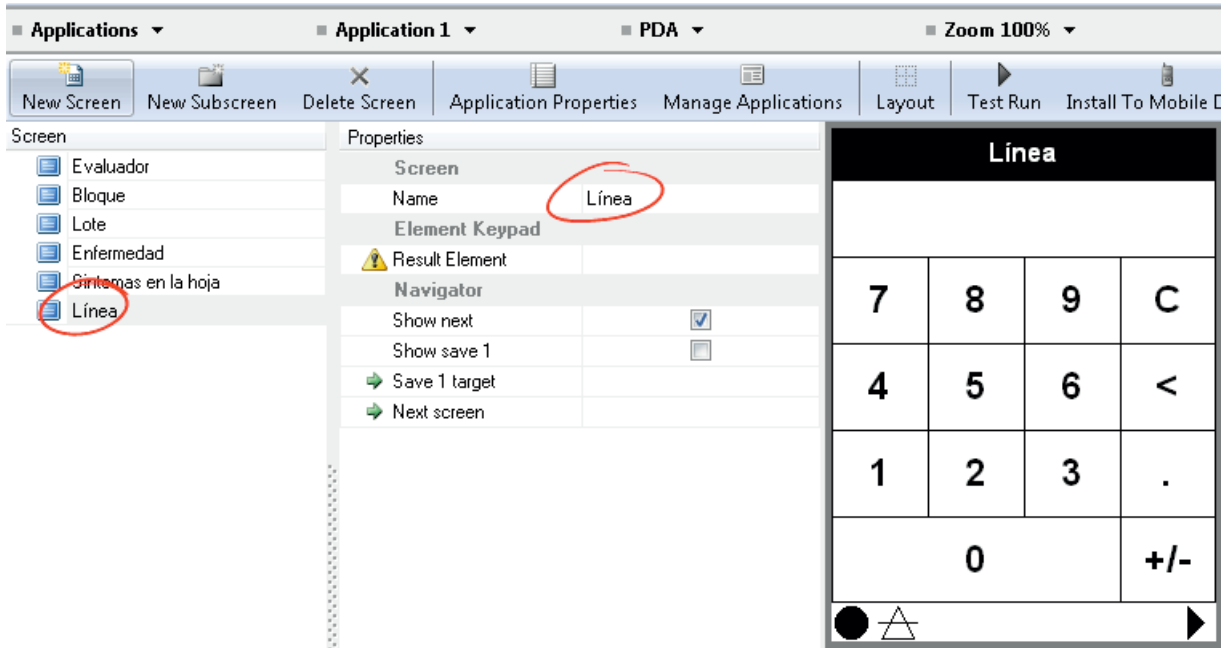 Applications
Application 1
PDA
Zoom 100%
New Screen
New Subscreen
Delete Screen
Application Properties
Manage Applications
Layout
Test Run
Install To Mobile D
Screen
Evaluador
Bloque
Lote
Enfermedad
Síntomas en la hoja
Línea
Properties
Screen
Name Línea
Element Keypad
Result Element
Navigator
Show next
Show save 1
Save 1 target
Next screen
Línea
7 8 9 C
4 5 6 <
1 2 3 .
0 +/-